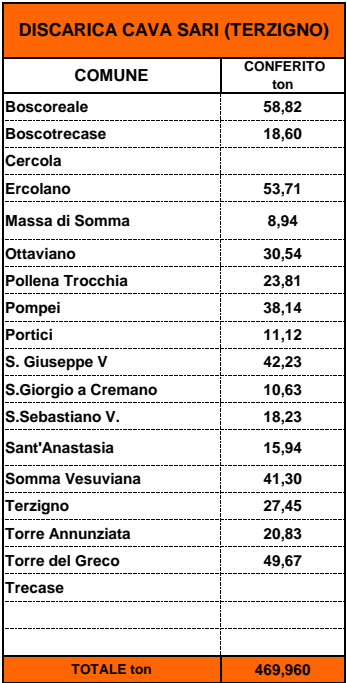 DISCARICA CAVA SARI (TERZIGNO)
COMUNE CONFERITO ton
Boscoreale 58,82
Boscotrecase 18,60
Cercola
Ercolano 53,71
Massa di Somma 8,94
Ottaviano 30,54
Pollena Trocchia 23,81
Pompei 38,14
Portici 11,12
S. Giuseppe V 42,23
S.Giorgio a Cremano 10,63
S.Sebastiano V. 18,23
Sant'Anastasia 15,94
Somma Vesuviana 41,30
Terzigno 27,45
Torre Annunziata 20,83
Torre del Greco 49,67
Trecase
TOTALE ton 469,960